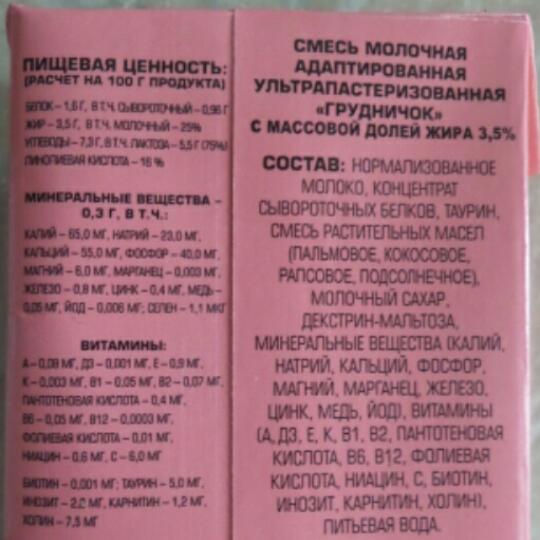 ПИЩЕВАЯ ЦЕННОСТЬ:
(РАСЧЕТ НА 100 Г ПРОДУКТА)
БЕЛОК – 1,6 Г, В Т.Ч. СЫВОРОТОЧНЫЙ – 0,96 Г
ЖИР – 3,5 Г, В Т.Ч. МОЛОЧНЫЙ – 25%
УГЛЕВОДЫ – 7,3 Г, В Т.Ч. ЛАКТОЗА – 5,5 Г (75%)
ЛИНОЛИЕВАЯ КИСЛОТА – 16 %
МИНЕРАЛЬНЫЕ ВЕЩЕСТВА –
0,3 Г, В Т.Ч.:
КАЛИЙ – 65,0 МГ, НАТРИЙ – 23,0 МГ,
КАЛЬЦИЙ – 55,0 МГ, ФОСФОР – 40,0 МГ,
МАГНИЙ – 6,0 МГ, МАРГАНЕЦ – 0,003 МГ,
ЖЕЛЕЗО – 0,8 МГ, ЦИНК – 0,4 МГ, МЕДЬ –
0,05 МГ, ЙОД – 0,006 МГ; СЕЛЕН – 1,1 МКГ
ВИТАМИНЫ:
А – 0,08 МГ, Д3 – 0,001 МГ, Е – 0,9 МГ,
К – 0,003 МГ, В1 – 0,05 МГ, В2 – 0,07 МГ,
ПАНТОТЕНОВАЯ КИСЛОТА – 0,4 МГ,
В6 – 0,05 МГ, В12 – 0,0003 МГ,
ФОЛИЕВАЯ КИСЛОТА – 0,01 МГ,
НИАЦИН – 0,6 МГ, С – 6,0 МГ
БИОТИН – 0,001 МГ; ТАУРИН – 5,0 МГ,
ИНОЗИТ – 2,2 МГ, КАРНИТИН – 1,2 МГ,
ХОЛИН – 7,5 МГ
СМЕСЬ МОЛОЧНАЯ
АДАПТИРОВАННАЯ
УЛЬТРАПАСТЕРИЗОВАННАЯ
«ГРУДНИЧОК»
С МАССОВОЙ ДОЛЕЙ ЖИРА 3,5%
СОСТАВ: НОРМАЛИЗОВАННОЕ
МОЛОКО, КОНЦЕНТРАТ
СЫВОРОТОЧНЫХ БЕЛКОВ, ТАУРИН,
СМЕСЬ РАСТИТЕЛЬНЫХ МАСЕЛ
(ПАЛЬМОВОЕ, КОКОСОВОЕ,
РАПСОВОЕ, ПОДСОЛНЕЧНОЕ),
МОЛОЧНЫЙ САХАР,
ДЕКСТРИН-МАЛЬТОЗА,
МИНЕРАЛЬНЫЕ ВЕЩЕСТВА (КАЛИЙ,
НАТРИЙ, КАЛЬЦИЙ, ФОСФОР,
МАГНИЙ, МАРГАНЕЦ, ЖЕЛЕЗО,
ЦИНК, МЕДЬ, ЙОД), ВИТАМИНЫ
(А, Д3, Е, К, В1, В2, ПАНТОТЕНОВАЯ
КИСЛОТА, В6, В12, ФОЛИЕВАЯ
КИСЛОТА, НИАЦИН, С, БИОТИН,
ИНОЗИТ, КАРНИТИН, ХОЛИН),
ПИТЬЕВАЯ ВОДА.